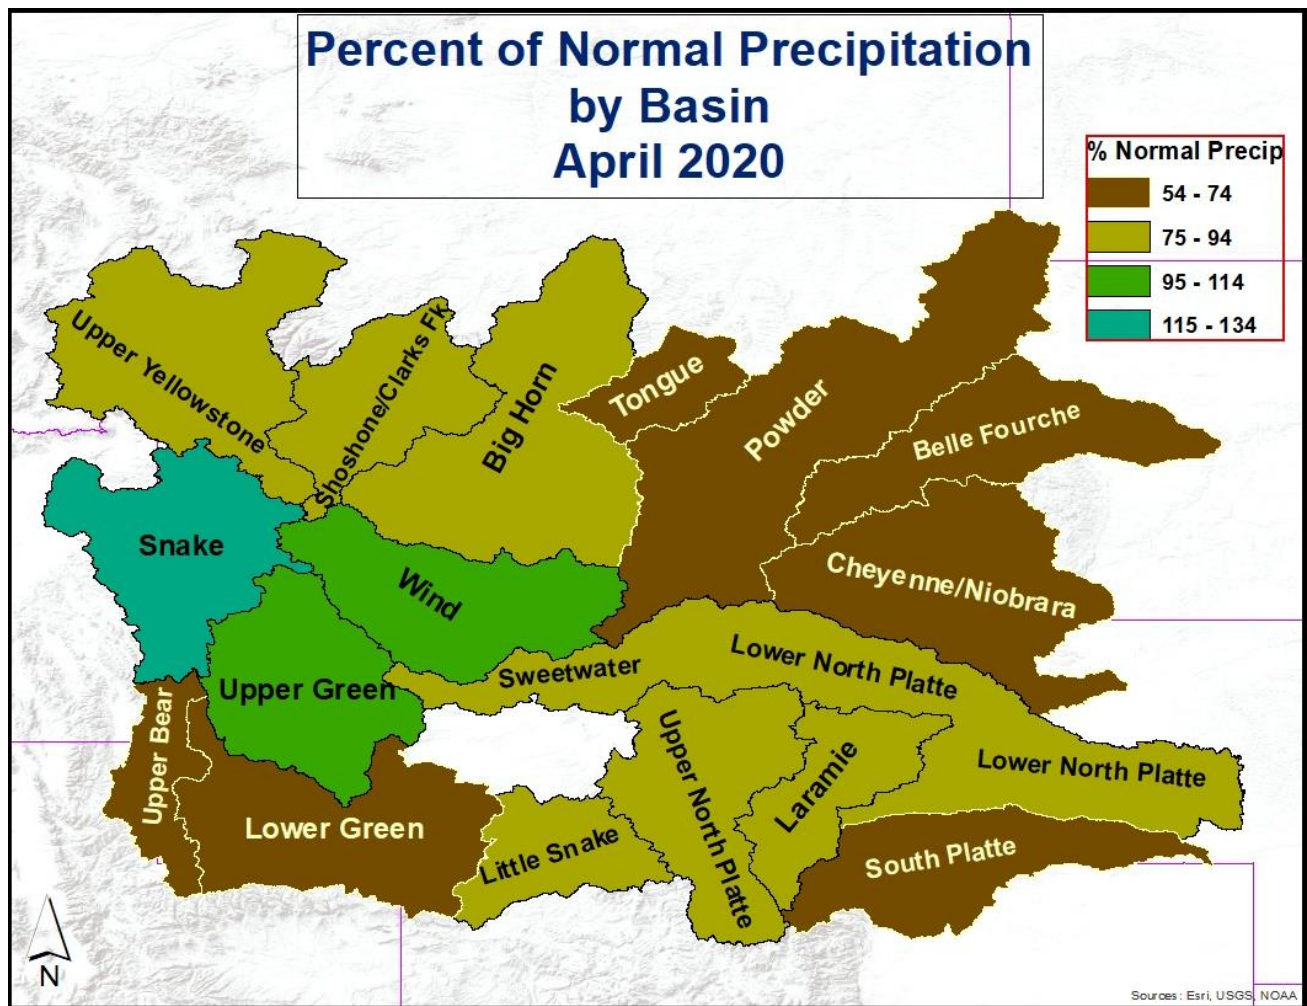 Percent of Normal Precipitation
by Basin
April 2020
% Normal Precip
54 - 74
75 - 94
95 - 114
115 - 134
Upper Yellowstone
Shoshone/Clarks Fk
Big Horn
Tongue
Powder
Belle Fourche
Snake
Wind
Cheyenne/Niobrara
Upper Green
Sweetwater
Lower North Platte
Upper Bear
Lower Green
Little Snake
Upper North Platte
Laramie
Lower North Platte
South Platte
N
Sources: Esri, USGS, NOAA